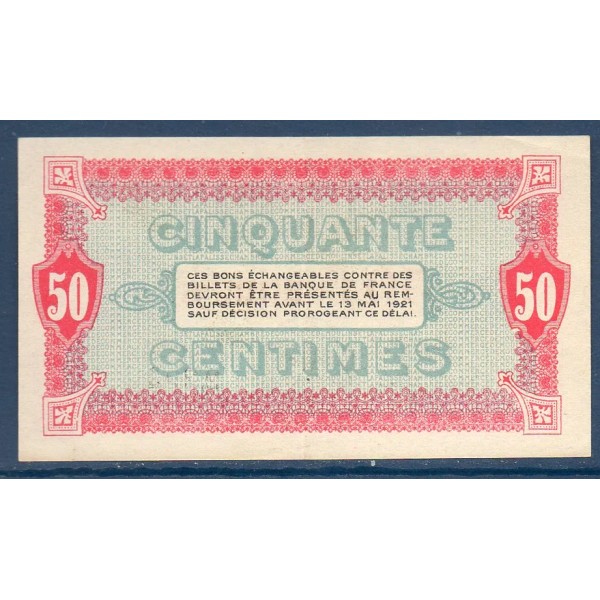 CINQUANTE
CES BONS ÉCHANGEABLES CONTRE DES
BILLETS DE LA BANQUE DE FRANCE
DEVRONT ÊTRE PRÉSENTÉS AU REM-
BOURSEMENT AVANT LE 13 MAI 1921
SAUF DÉCISION PROROGEANT CE DÉLAI.
50
50
CENTIMES